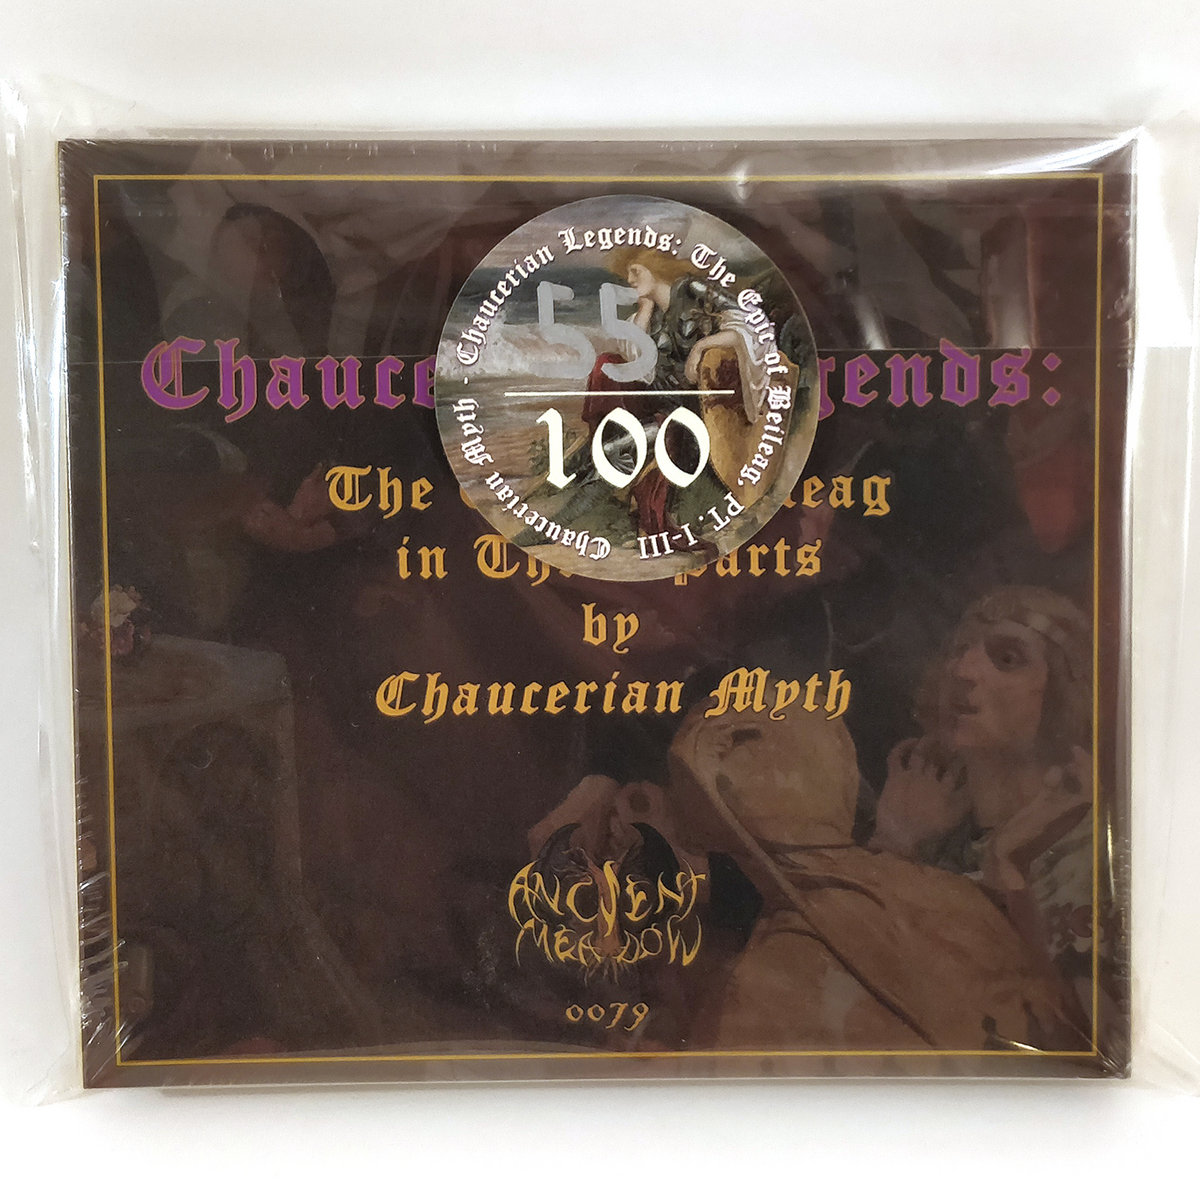 Chaucerian Myth - Chaucerian Legends: The Epic of Beileag, PT. I-III
55
100
Chauce gends:
The leag
in Th Parts
by
Chaucerian Myth
ANCIENT
MEADOW
0079